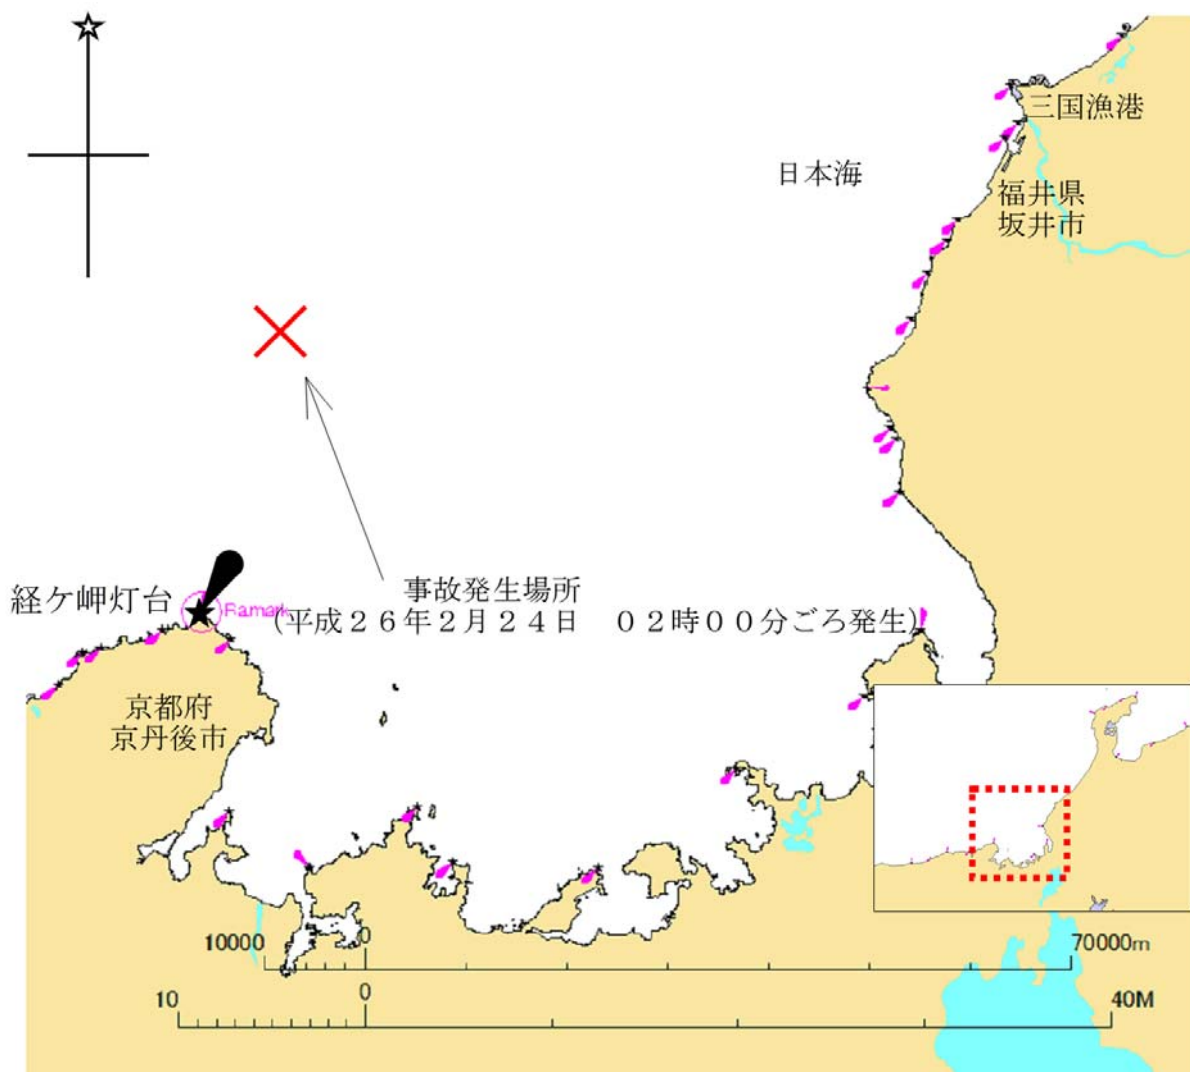 三国漁港
日本海
福井県
坂井市
経ケ岬灯台
Ramark
事故発生場所
(平成26年2月24日 02時00分ごろ発生)
京都府
京丹後市
10000
0
70000m
10
0
40M